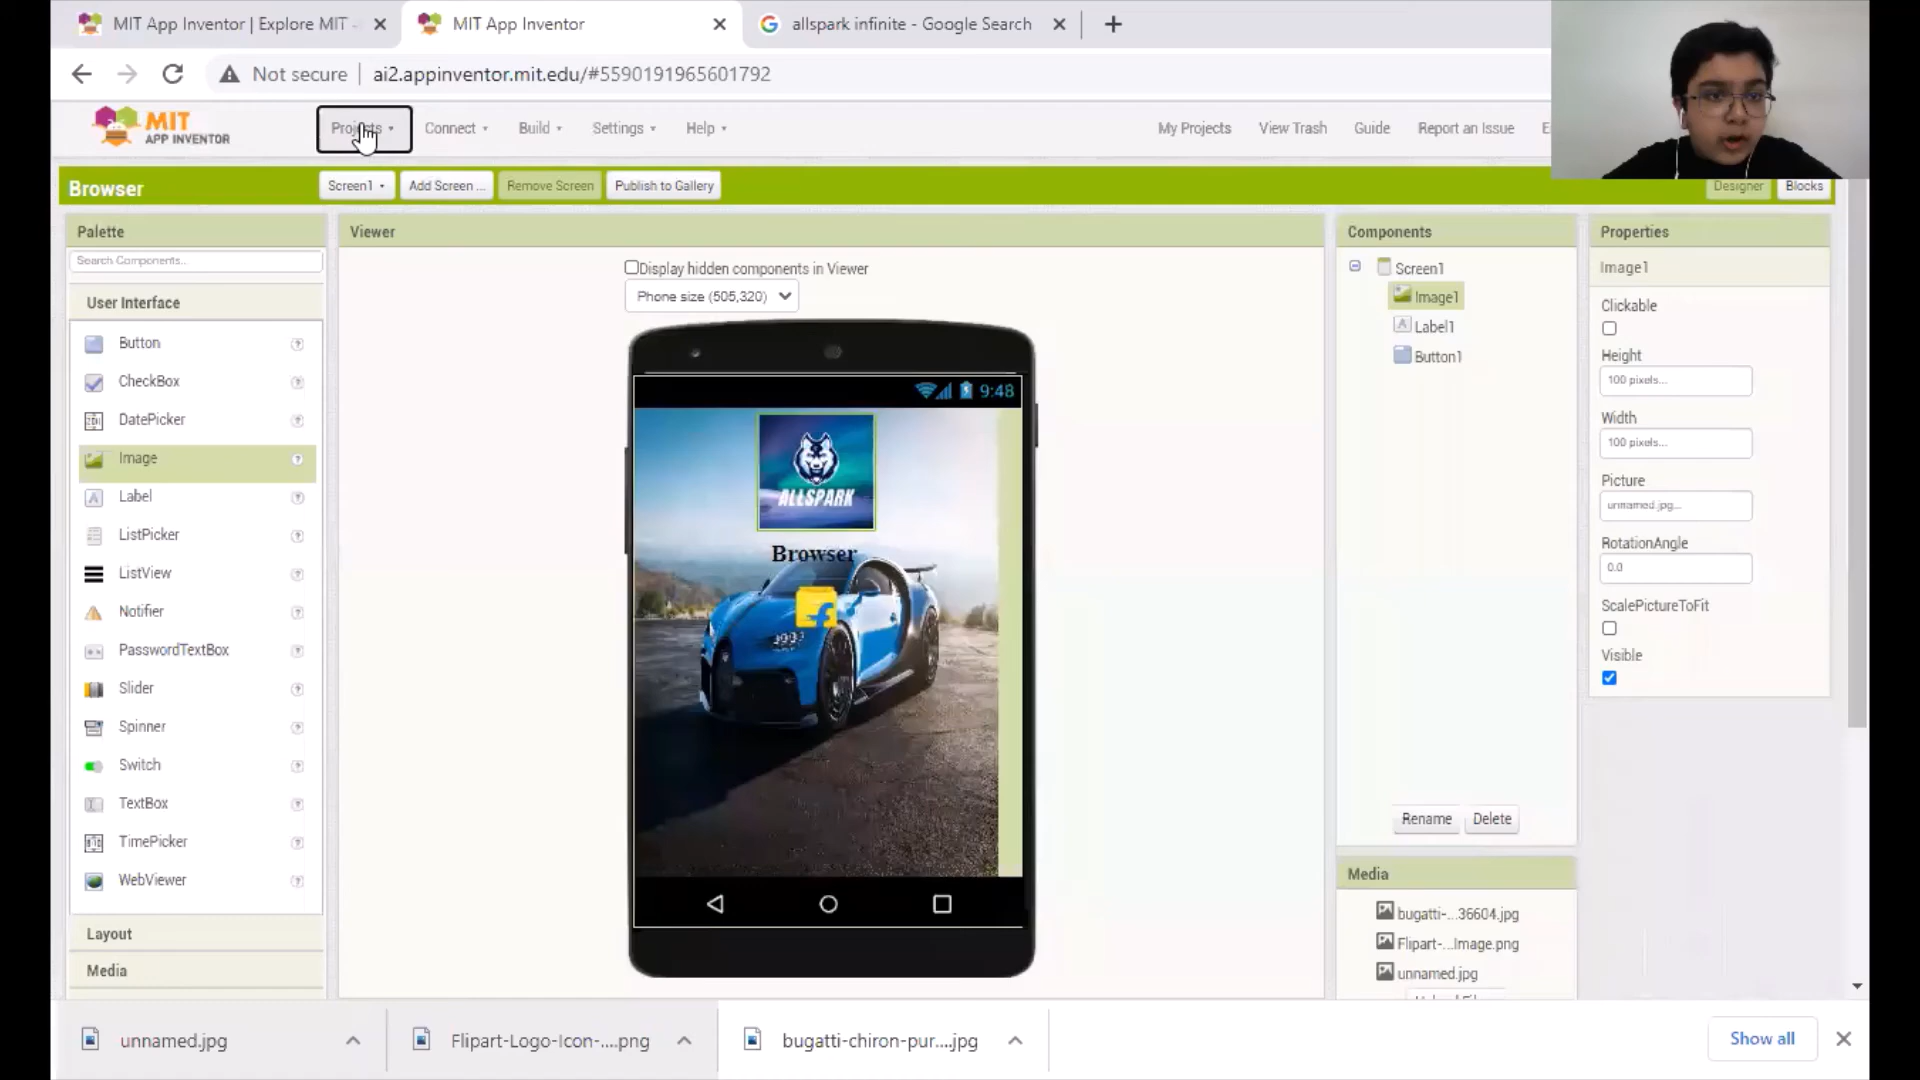 MIT App Inventor | Explore MIT
MIT App Inventor
allspark infinite - Google Search
Not secure
ai2.appinventor.mit.edu/#5590191965601792
MIT
APP INVENTOR
Projects
Connect
Build
Settings
Help
My Projects
View Trash
Guide
Report an Issue
Browser
Screen1
Add Screen ...
Remove Screen
Publish to Gallery
Designer
Blocks
Palette
Viewer
Components
Properties
Search Components...
Display hidden components in Viewer
Phone size (505,320)
User Interface
Button
CheckBox
DatePicker
Image
Label
ListPicker
ListView
Notifier
PasswordTextBox
Slider
Spinner
Switch
TextBox
TimePicker
WebViewer
Layout
Media
9:48
ALLSPARK
Browser
Screen1
Image1
Label1
Button1
Rename
Delete
Media
bugatti-...36604.jpg
Flipart-...Image.png
unnamed.jpg
Image1
Clickable
Height
100 pixels...
Width
100 pixels...
Picture
unnamed.jpg...
RotationAngle
0.0
ScalePictureToFit
Visible
unnamed.jpg
Flipart-Logo-Icon-....png
bugatti-chiron-pur....jpg
Show all